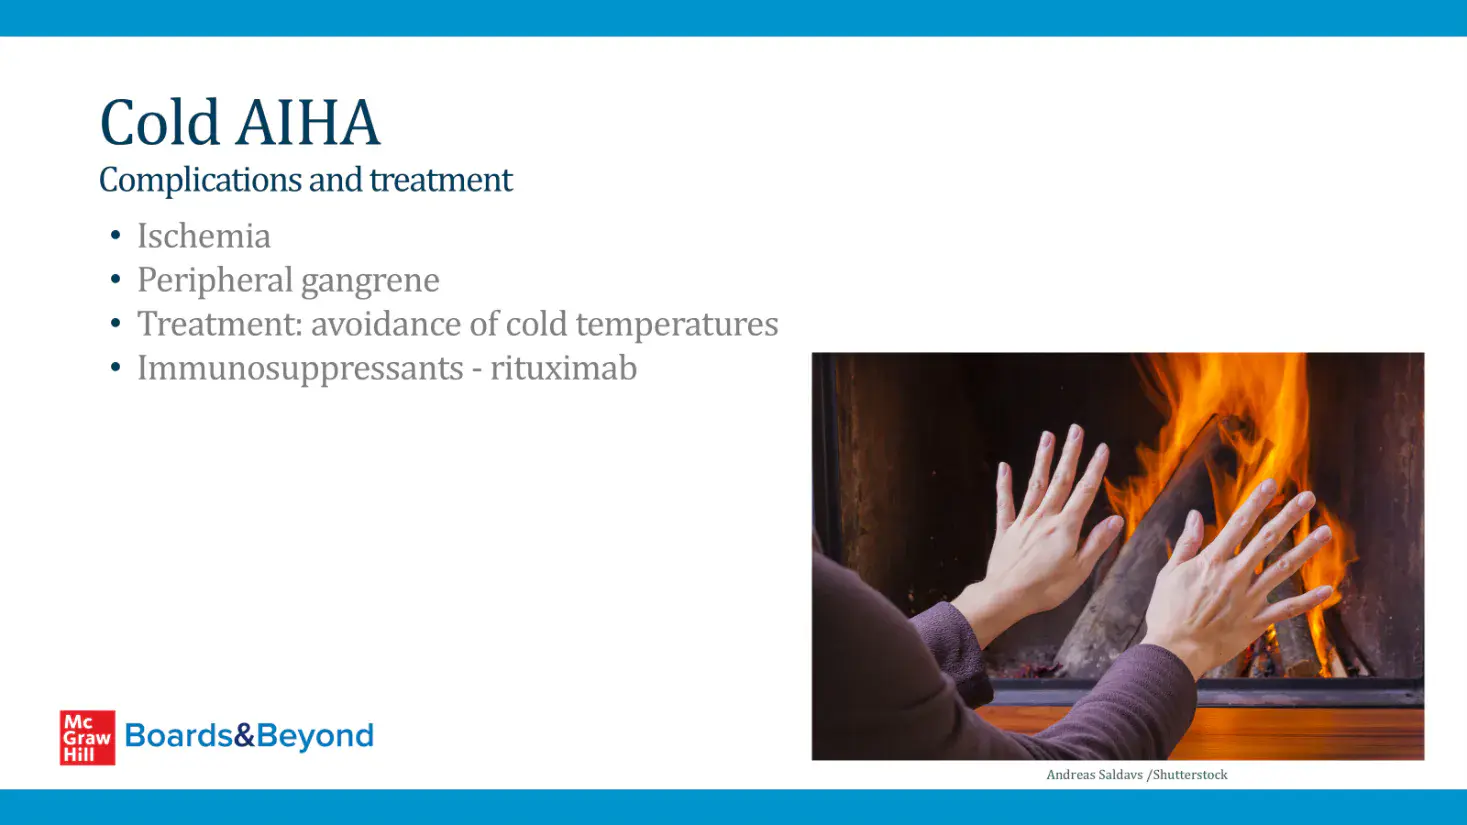 Cold AIHA
Complications and treatment
• Ischemia
• Peripheral gangrene
• Treatment: avoidance of cold temperatures
• Immunosuppressants - rituximab
Mc
Graw
Hill
Boards&Beyond
Andreas Saldavs /Shutterstock